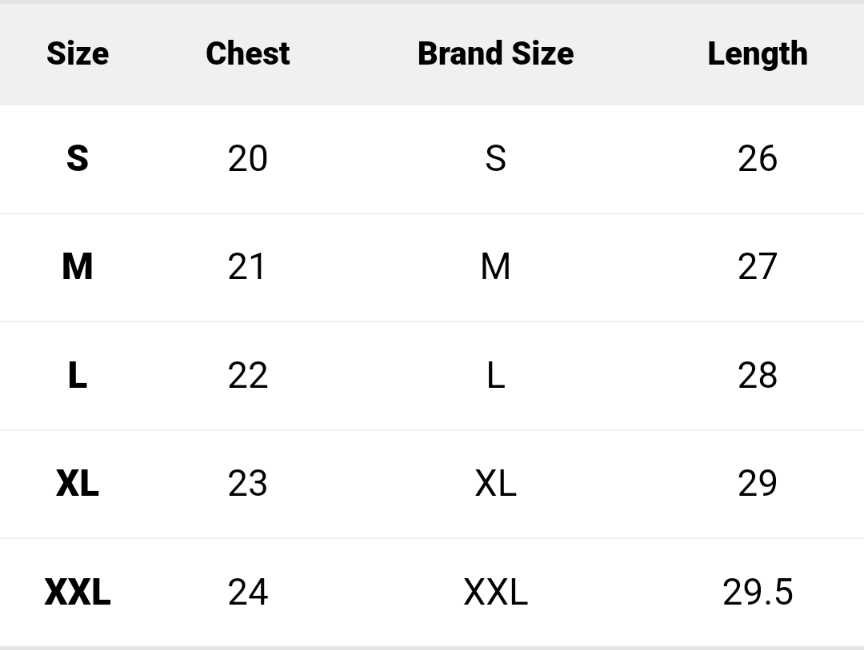 Size Chest Brand Size Length
S 20 S 26
M 21 M 27
L 22 L 28
XL 23 XL 29
XXL 24 XXL 29.5